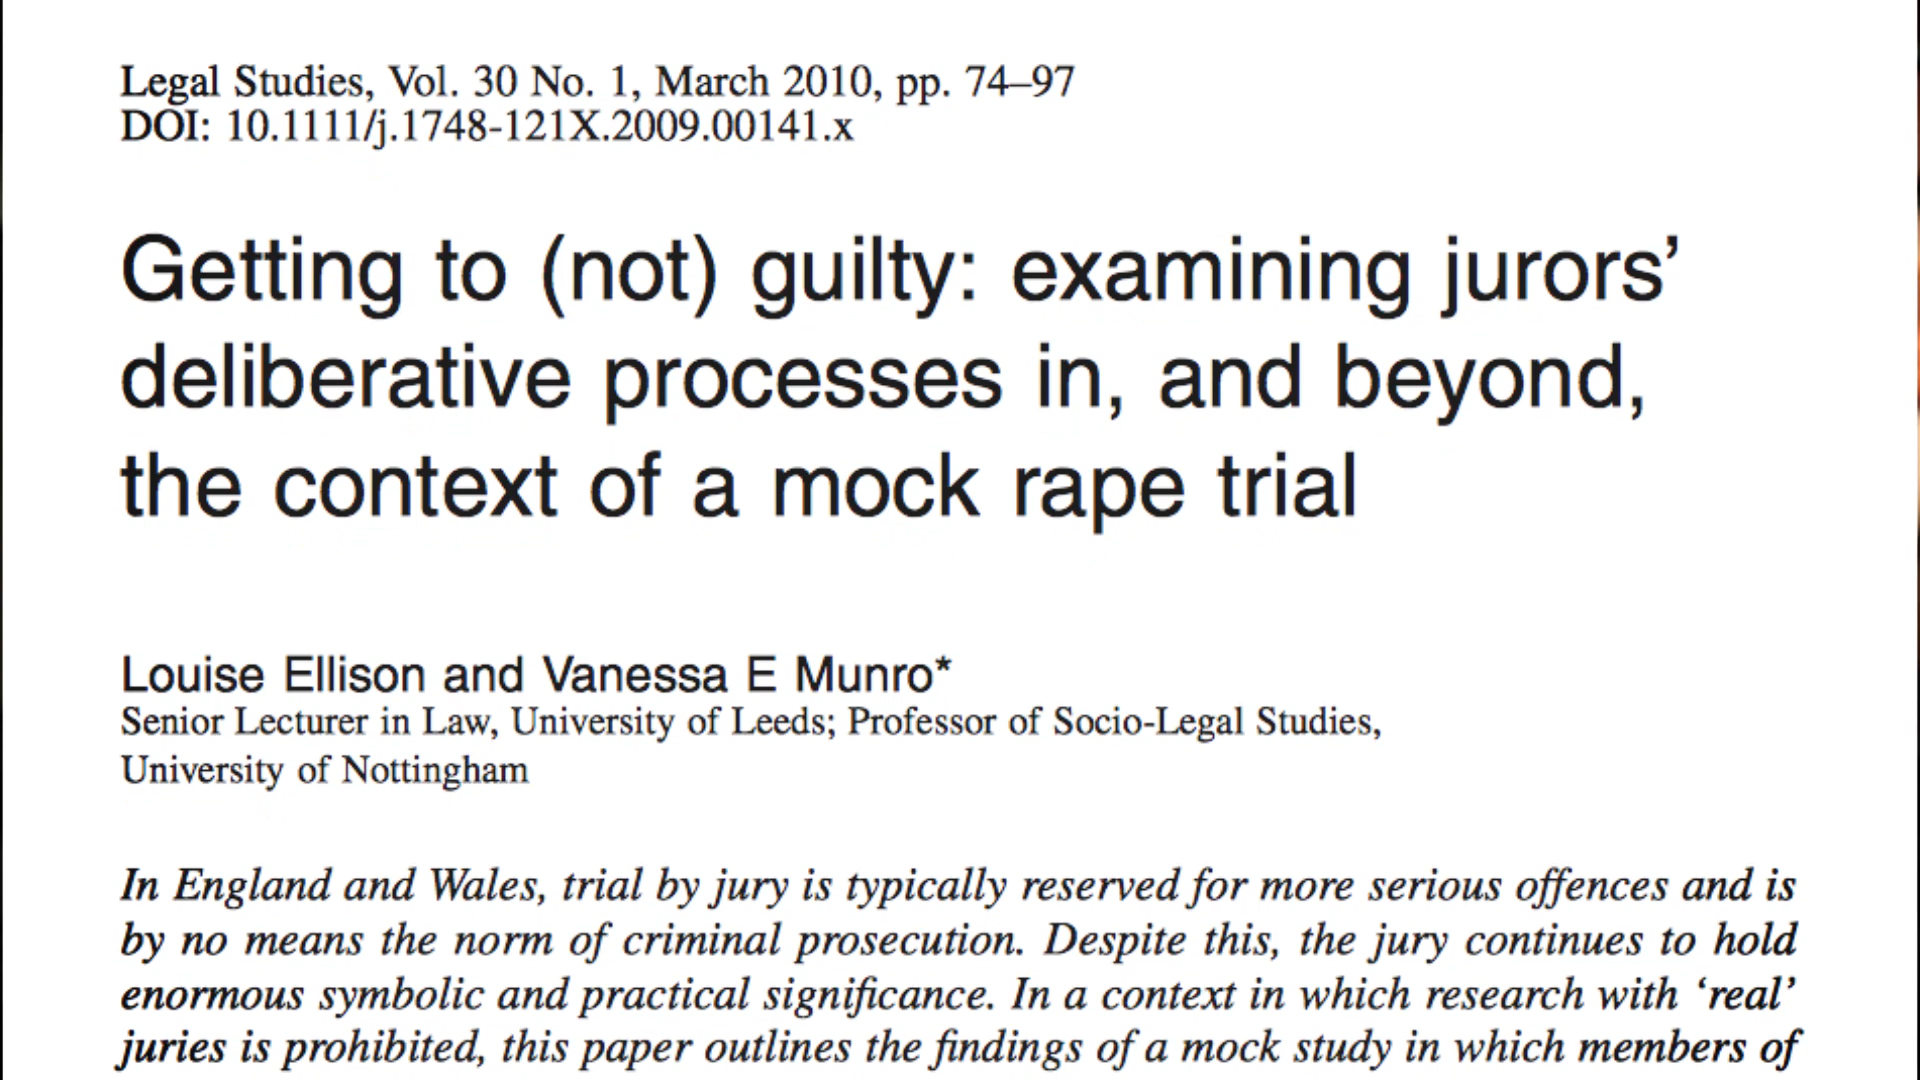 Legal Studies, Vol. 30 No. 1, March 2010, pp. 74–97
DOI: 10.1111/j.1748-121X.2009.00141.x
Getting to (not) guilty: examining jurors’
deliberative processes in, and beyond,
the context of a mock rape trial
Louise Ellison and Vanessa E Munro*
Senior Lecturer in Law, University of Leeds; Professor of Socio-Legal Studies,
University of Nottingham
In England and Wales, trial by jury is typically reserved for more serious offences and is
by no means the norm of criminal prosecution. Despite this, the jury continues to hold
enormous symbolic and practical significance. In a context in which research with ‘real’
juries is prohibited, this paper outlines the findings of a mock study in which members of